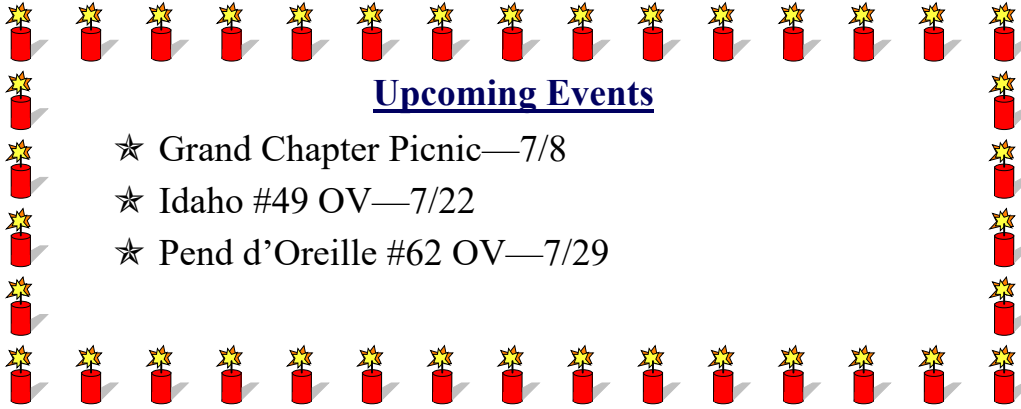 Upcoming Events
✯ Grand Chapter Picnic—7/8
✯ Idaho #49 OV—7/22
✯ Pend d’Oreille #62 OV—7/29